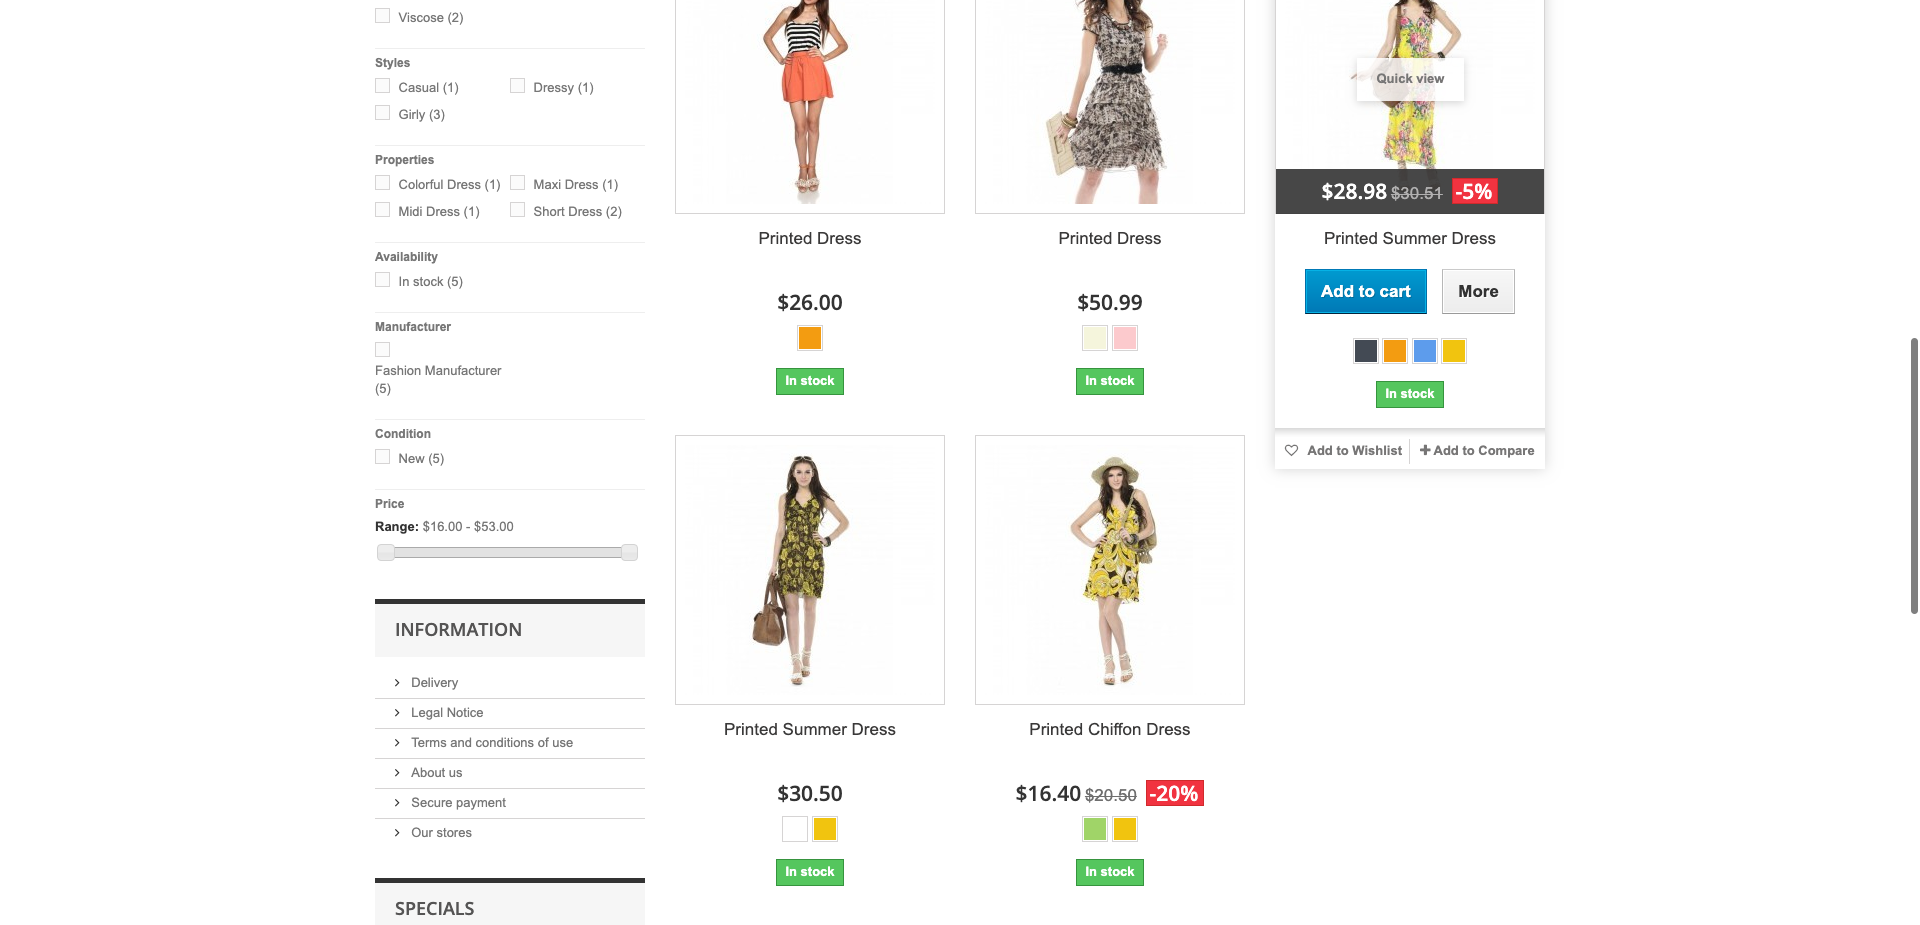 Viscose (2)
Styles
Casual (1)
Dressy (1)
Girly (3)
Properties
Colorful Dress (1)
Maxi Dress (1)
Midi Dress (1)
Short Dress (2)
Availability
In stock (5)
Manufacturer
Fashion Manufacturer
(5)
Condition
New (5)
Price
Range: $16.00 - $53.00
INFORMATION
Delivery
Legal Notice
Terms and conditions of use
About us
Secure payment
Our stores
SPECIALS
Printed Dress
$26.00
In stock
Printed Dress
$50.99
In stock
Quick view
$28.98 $30.51 -5%
Printed Summer Dress
Add to cart
More
In stock
Add to Wishlist
Add to Compare
Printed Summer Dress
$30.50
In stock
Printed Chiffon Dress
$16.40 $20.50 -20%
In stock